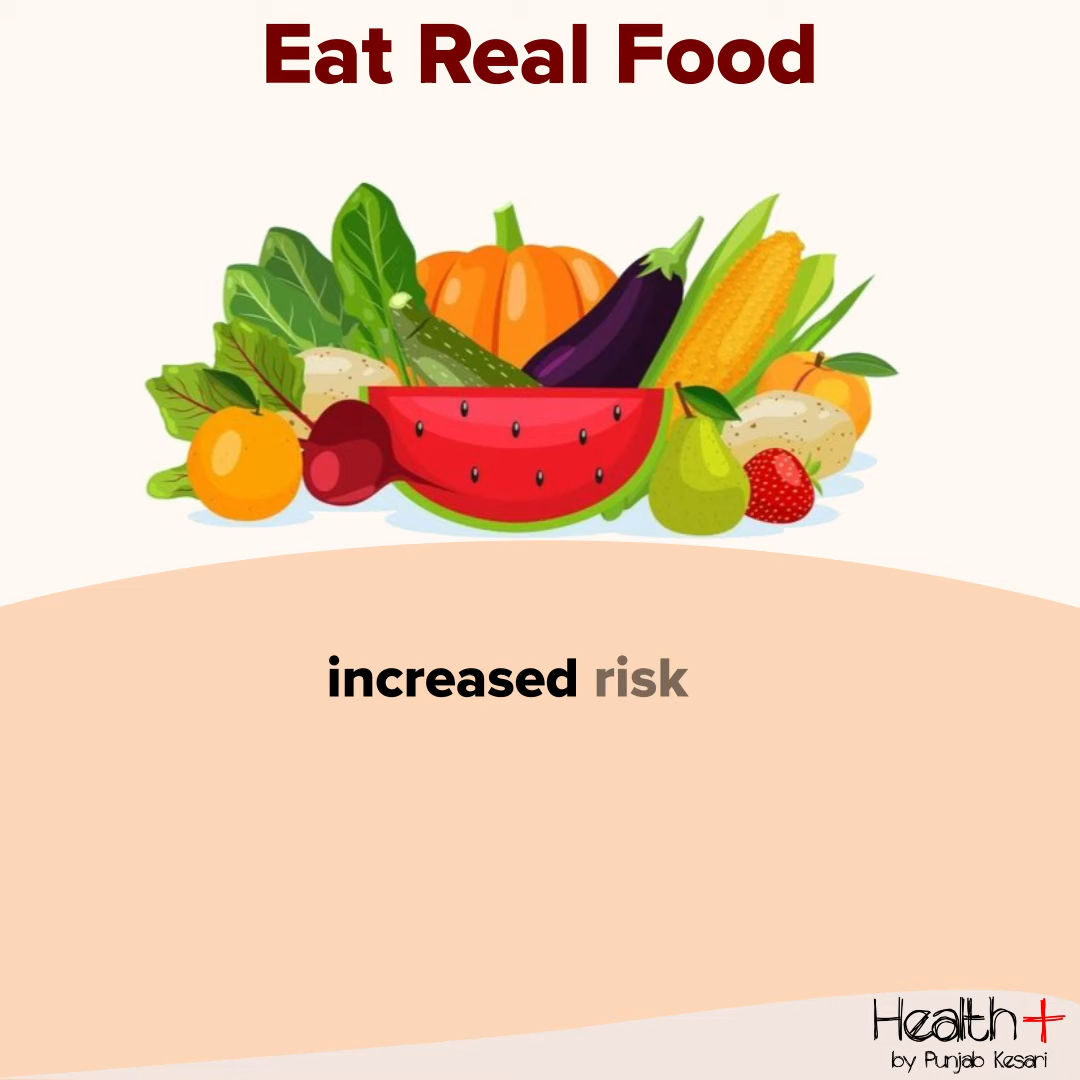 Eat Real Food
increased risk
Health+
by Punjab Kesari